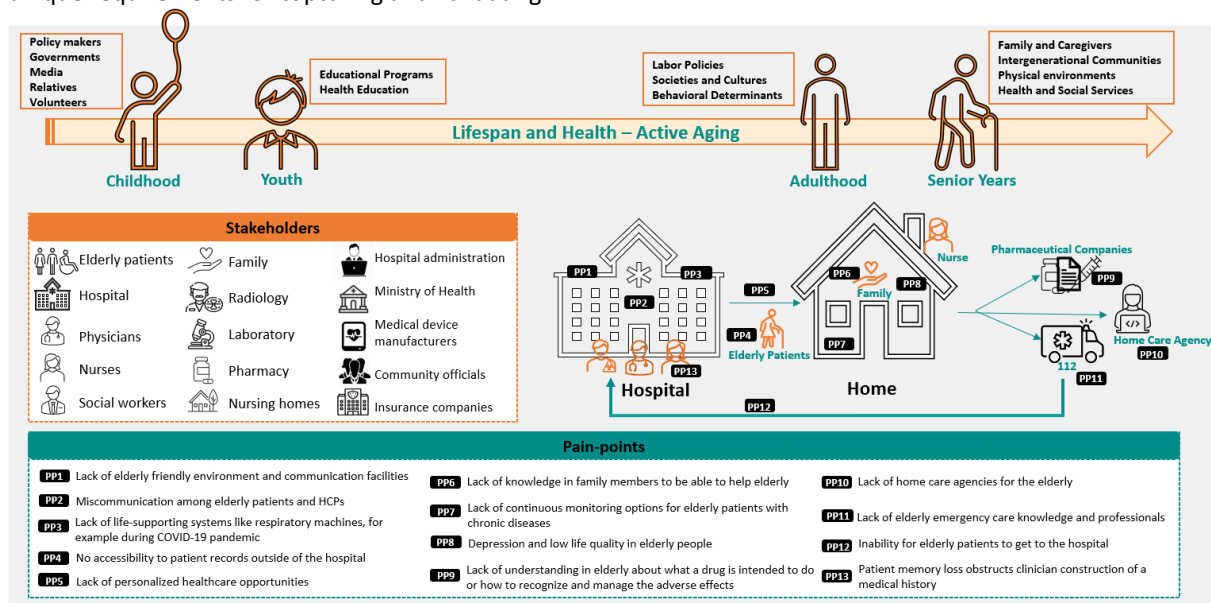 Policy makers
Governments
Media
Relatives
Volunteers
Educational Programs
Health Education
Labor Policies
Societies and Cultures
Behavioral Determinants
Family and Caregivers
Intergenerational Communities
Physical environments
Health and Social Services
Lifespan and Health – Active Aging
Childhood
Youth
Adulthood
Senior Years
Stakeholders
Elderly patients
Hospital
Physicians
Nurses
Social workers
Family
Radiology
Laboratory
Pharmacy
Nursing homes
Hospital administration
Ministry of Health
Medical device
manufacturers
Community officials
Insurance companies
PP1
PP3
PP2
PP13
Hospital
PP5
PP4
Elderly Patients
Nurse
PP6
Family
PP8
PP7
Home
Pharmaceutical Companies
PP9
Home Care Agency
PP10
112
PP11
PP12
Pain-points
PP1 Lack of elderly friendly environment and communication facilities
PP2 Miscommunication among elderly patients and HCPs
PP3 Lack of life-supporting systems like respiratory machines, for
example during COVID-19 pandemic
PP4 No accessibility to patient records outside of the hospital
PP5 Lack of personalized healthcare opportunities
PP6 Lack of knowledge in family members to be able to help elderly
PP7 Lack of continuous monitoring options for elderly patients with
chronic diseases
PP8 Depression and low life quality in elderly people
PP9 Lack of understanding in elderly about what a drug is intended to do
or how to recognize and manage the adverse effects
PP10 Lack of home care agencies for the elderly
PP11 Lack of elderly emergency care knowledge and professionals
PP12 Inability for elderly patients to get to the hospital
PP13 Patient memory loss obstructs clinician construction of a
medical history